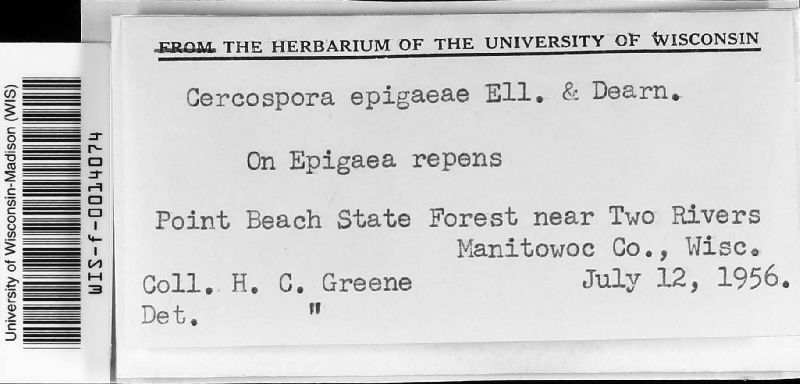 FROM THE HERBARIUM OF THE UNIVERSITY OF WISCONSIN
Cercospora epigaeae Ell. & Dearn.
On Epigaea repens
Point Beach State Forest near Two Rivers
Manitowoc Co., Wisc.
Coll. H. C. Greene July 12, 1956.
Det. "
University of Wisconsin-Madison (WIS)
WIS-f-0014074